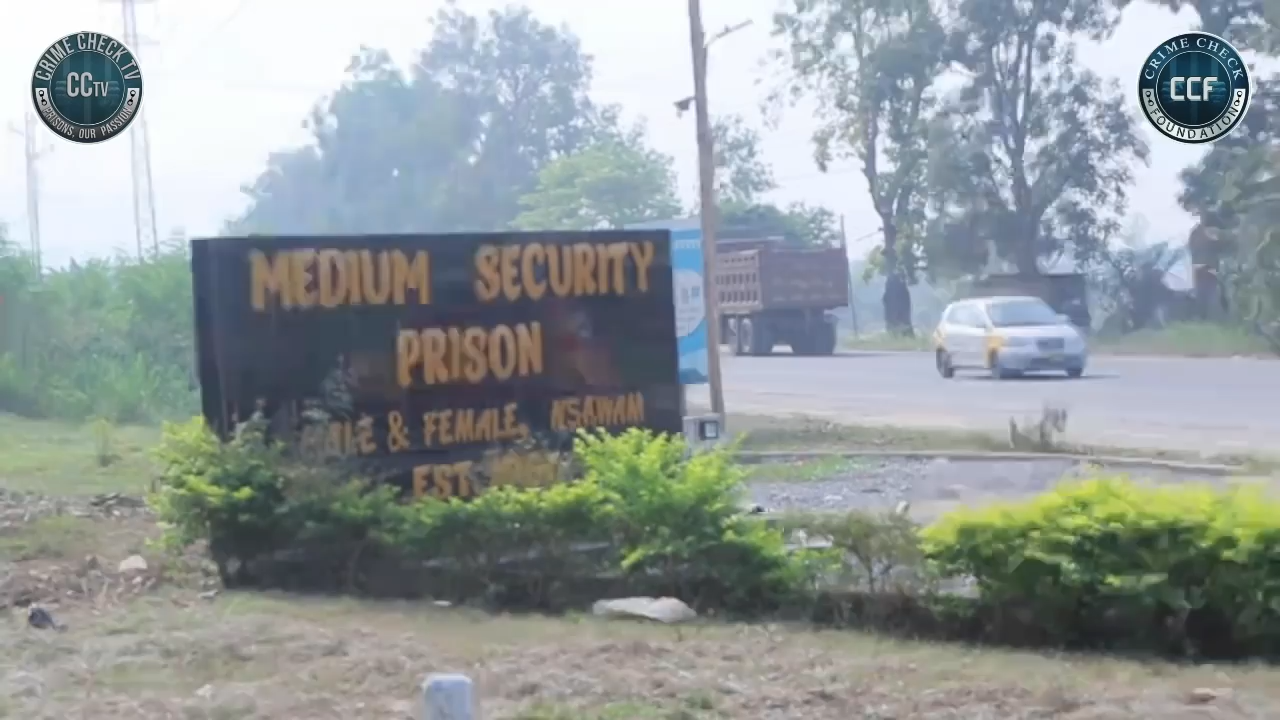 CRIME CHECK TV
CCTV
PRISONS, OUR PASSION
CRIME CHECK
CCF
FOUNDATION
MEDIUM SECURITY
PRISON
& FEMALE, NSAWAM
EST.